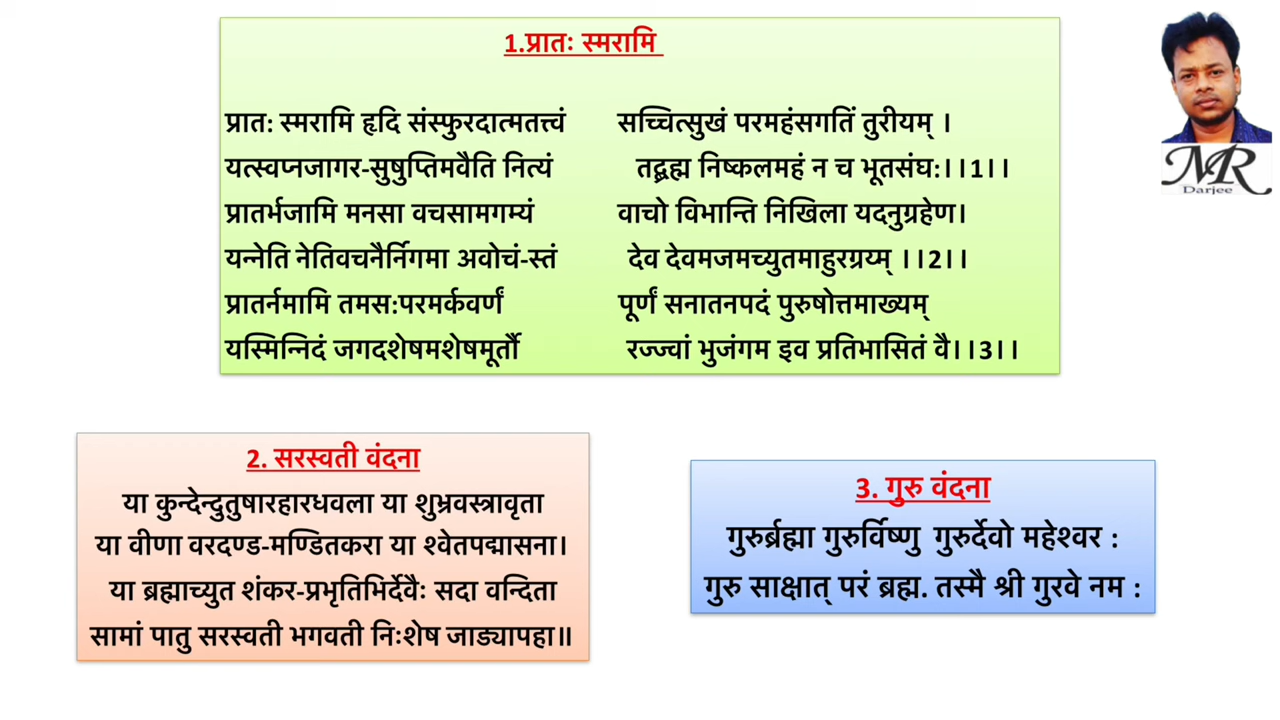 1.प्रातः स्मरामि
प्रात: स्मरामि हृदि संस्फुरदात्मतत्त्वं सच्चित्सुखं परमहंसगतिं तुरीयम् ।
यत्स्वप्नजागर-सुषुप्तिमवैति नित्यं तद्ब्रह्म निष्कलमहं न च भूतसंघ:।।1।।
प्रातर्भजामि मनसा वचसामगम्यं वाचो विभान्ति निखिला यदनुग्रहेण।
यन्नेति नेतिवचनैर्निगमा अवोचं-स्तं देव देवमजमच्युतमाहुरग्रय्म् ।।2।।
प्रातर्नमामि तमस:परमर्कवर्णं पूर्णं सनातनपदं पुरुषोत्तमाख्यम्
यस्मिन्निदं जगदशेषमशेषमूर्तौ रज्ज्वां भुजंगम इव प्रतिभासितं वै।।3।।
2. सरस्वती वंदना
या कुन्देन्दुतुषारहारधवला या शुभ्रवस्त्रावृता
या वीणा वरदण्ड-मण्डितकरा या श्वेतपद्मासना।
या ब्रह्माच्युत शंकर-प्रभृतिभिर्देवैः सदा वन्दिता
सामां पातु सरस्वती भगवती निःशेष जाड्यापहा॥
3. गुरु वंदना
गुरुर्ब्रह्मा गुरुर्विष्णु गुरुर्देवो महेश्वर :
गुरु साक्षात् परं ब्रह्म. तस्मै श्री गुरवे नम :
MR
Darjee